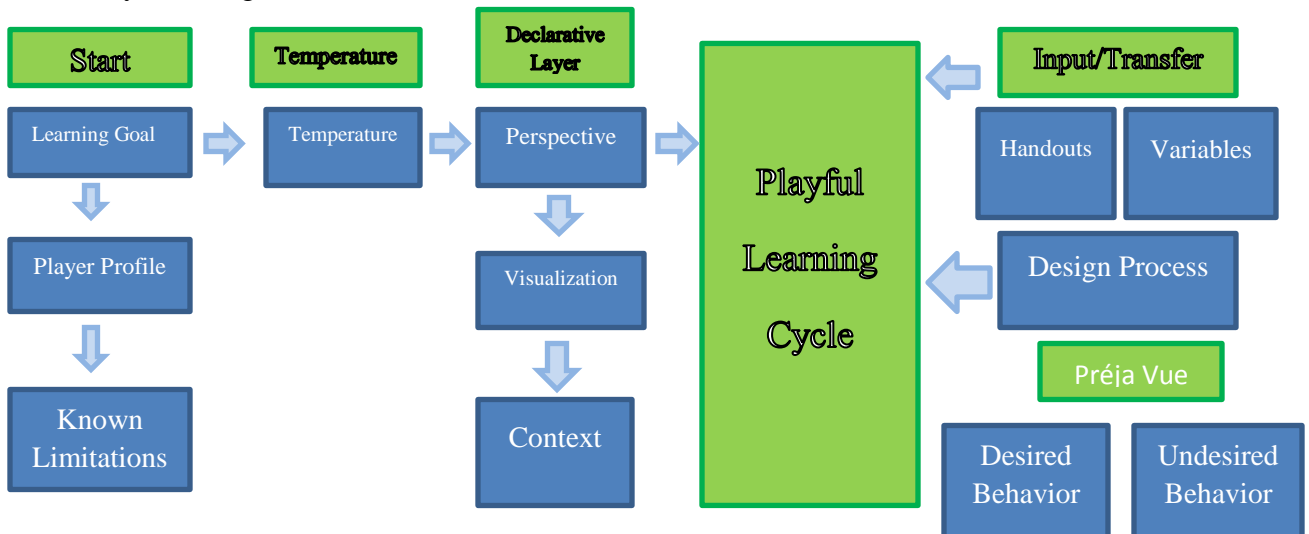 Start
Temperature
Declarative
Layer
Input/Transfer
Learning Goal
Temperature
Perspective
Handouts
Variables
Playful
Learning
Cycle
Player Profile
Visualization
Design Process
Préja Vue
Known
Limitations
Context
Desired
Behavior
Undesired
Behavior